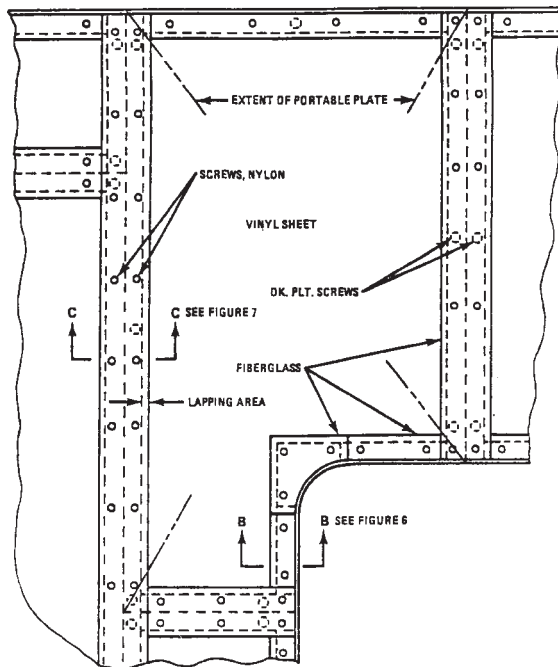 EXTENT OF PORTABLE PLATE
SCREWS, NYLON
VINYL SHEET
DK. PLT. SCREWS
C C SEE FIGURE 7
FIBERGLASS
LAPPING AREA
B B SEE FIGURE 6